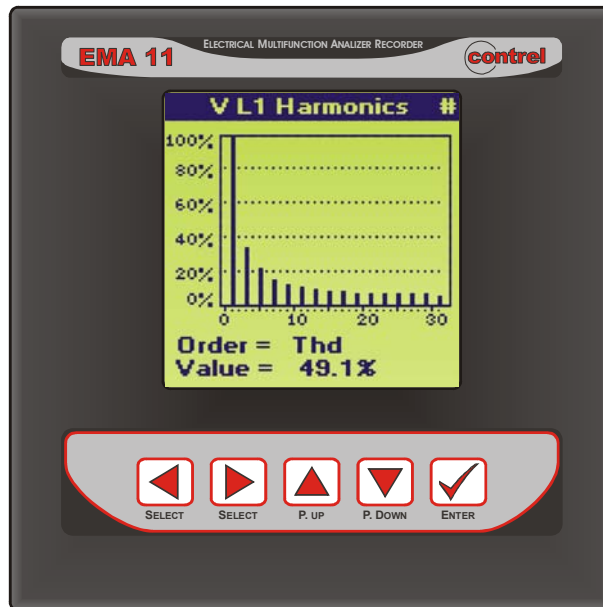 EMA 11
ELECTRICAL MULTIFUNCTION ANALIZER RECORDER
contrel
V L1 Harmonics #
100%
80%
60%
40%
20%
0%
0 10 20 30
Order = Thd
Value = 49.1%
SELECT SELECT P. UP P. DOWN ENTER